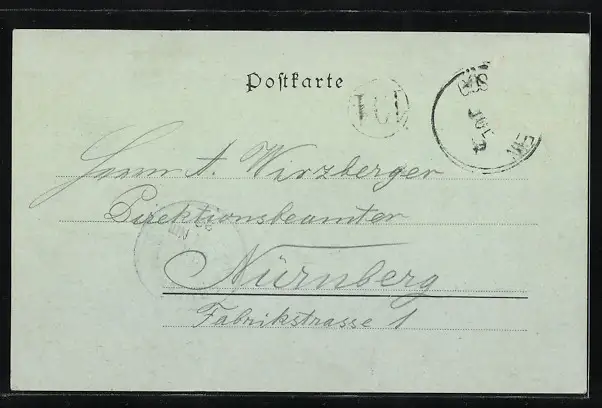 Postkarte
Herrn A. Wirzberger
Direktionsbeamter
Nürnberg
Fabrikstrasse 1